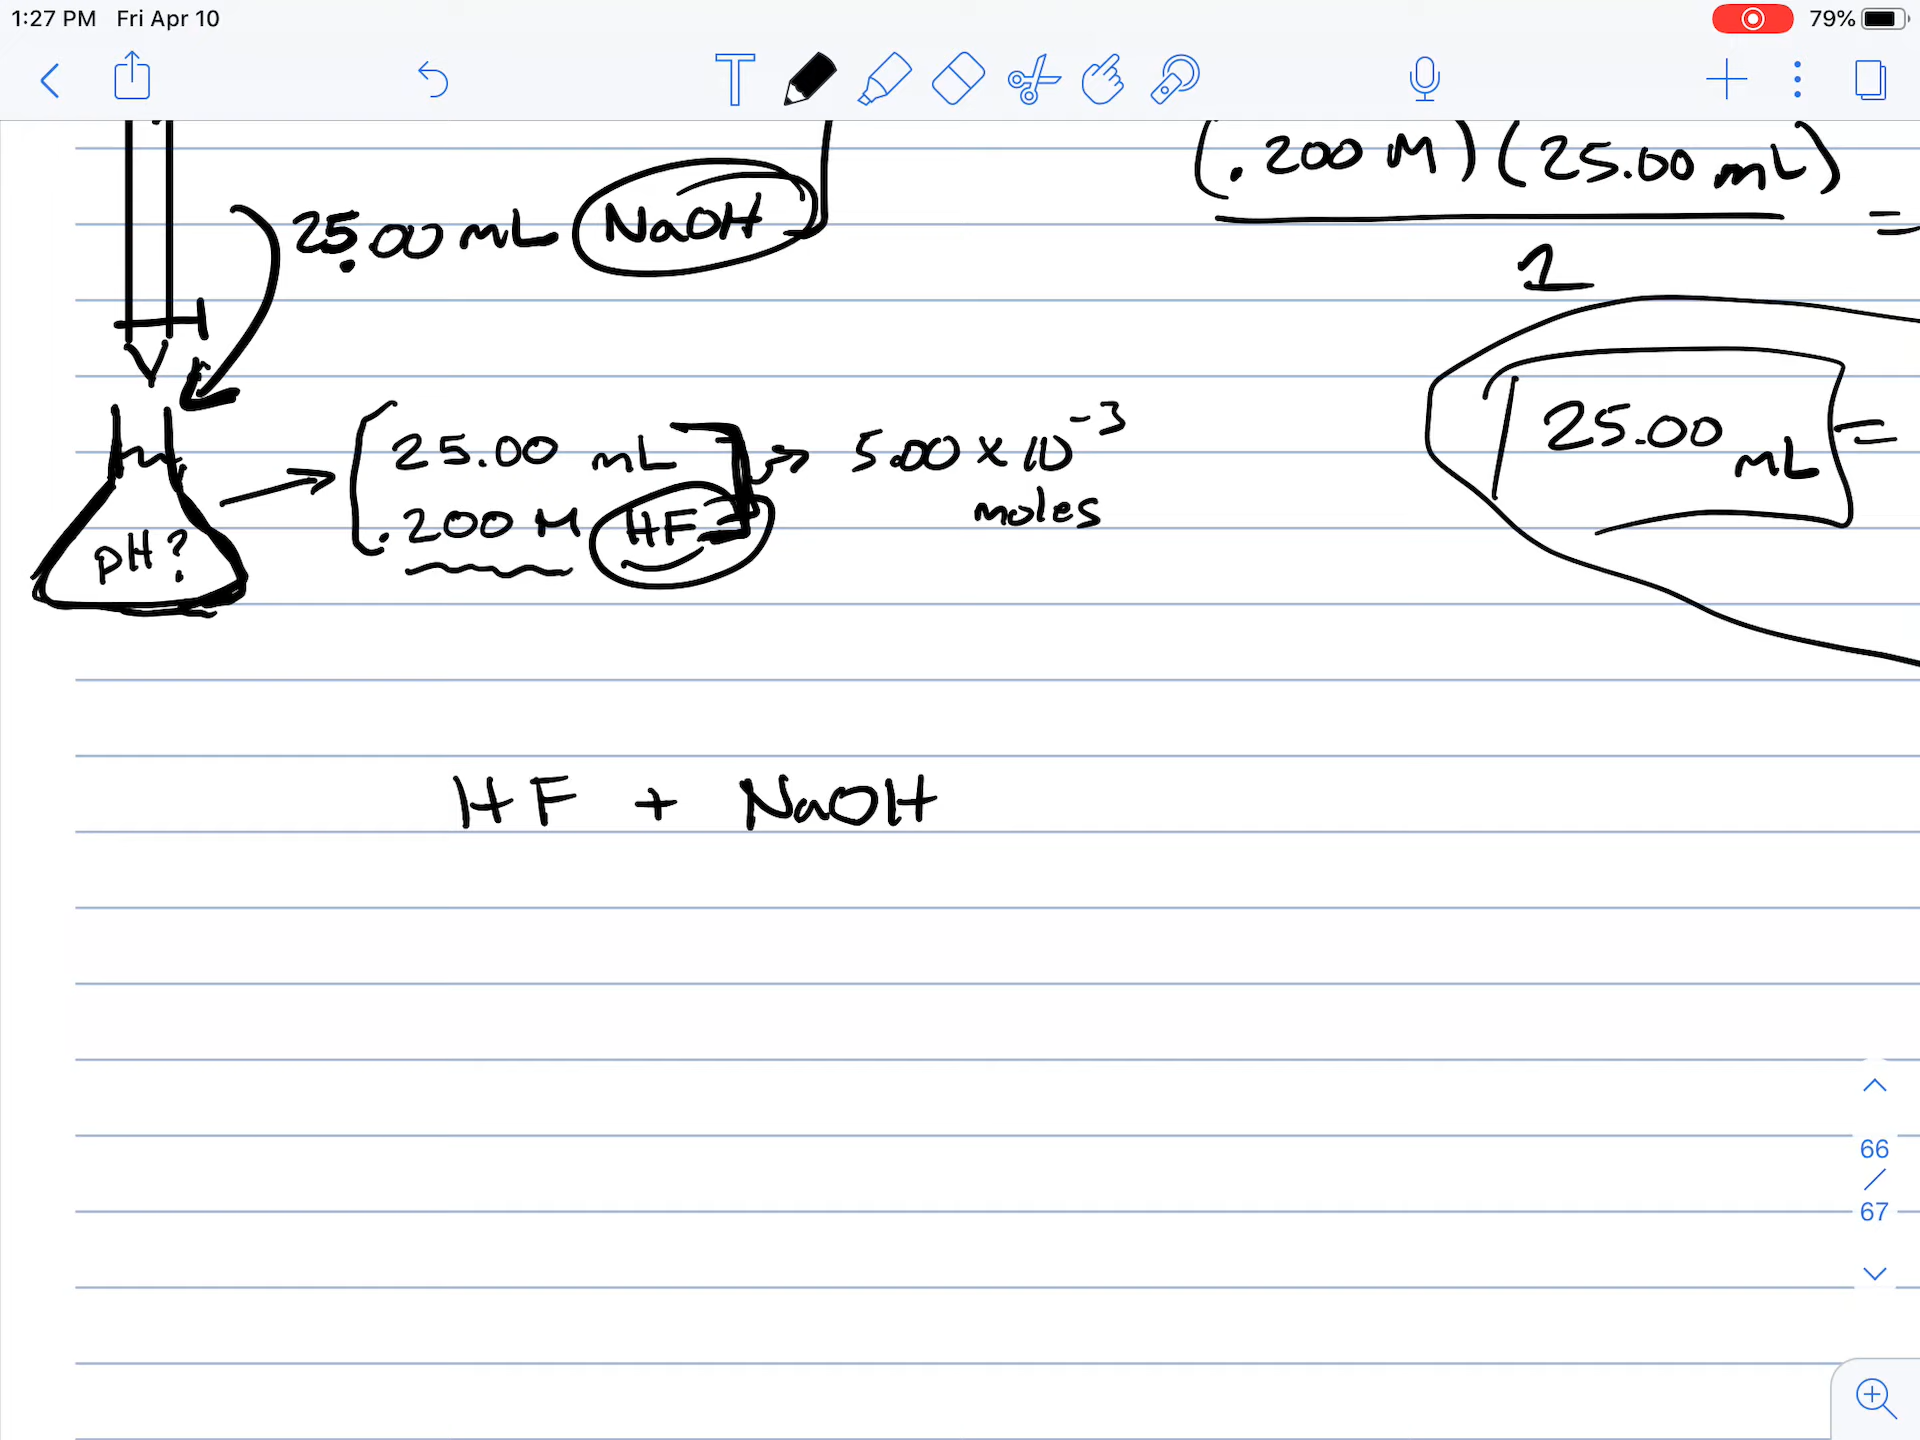 1:27 PM Fri Apr 10
79%
(.200 M)(25.00 mL)
=
1
25.00 mL NaOH
25.00 mL =
25.00 mL → 5.00 x 10⁻³
moles
.200 M HF
pH?
HF + NaOH
66
/
67